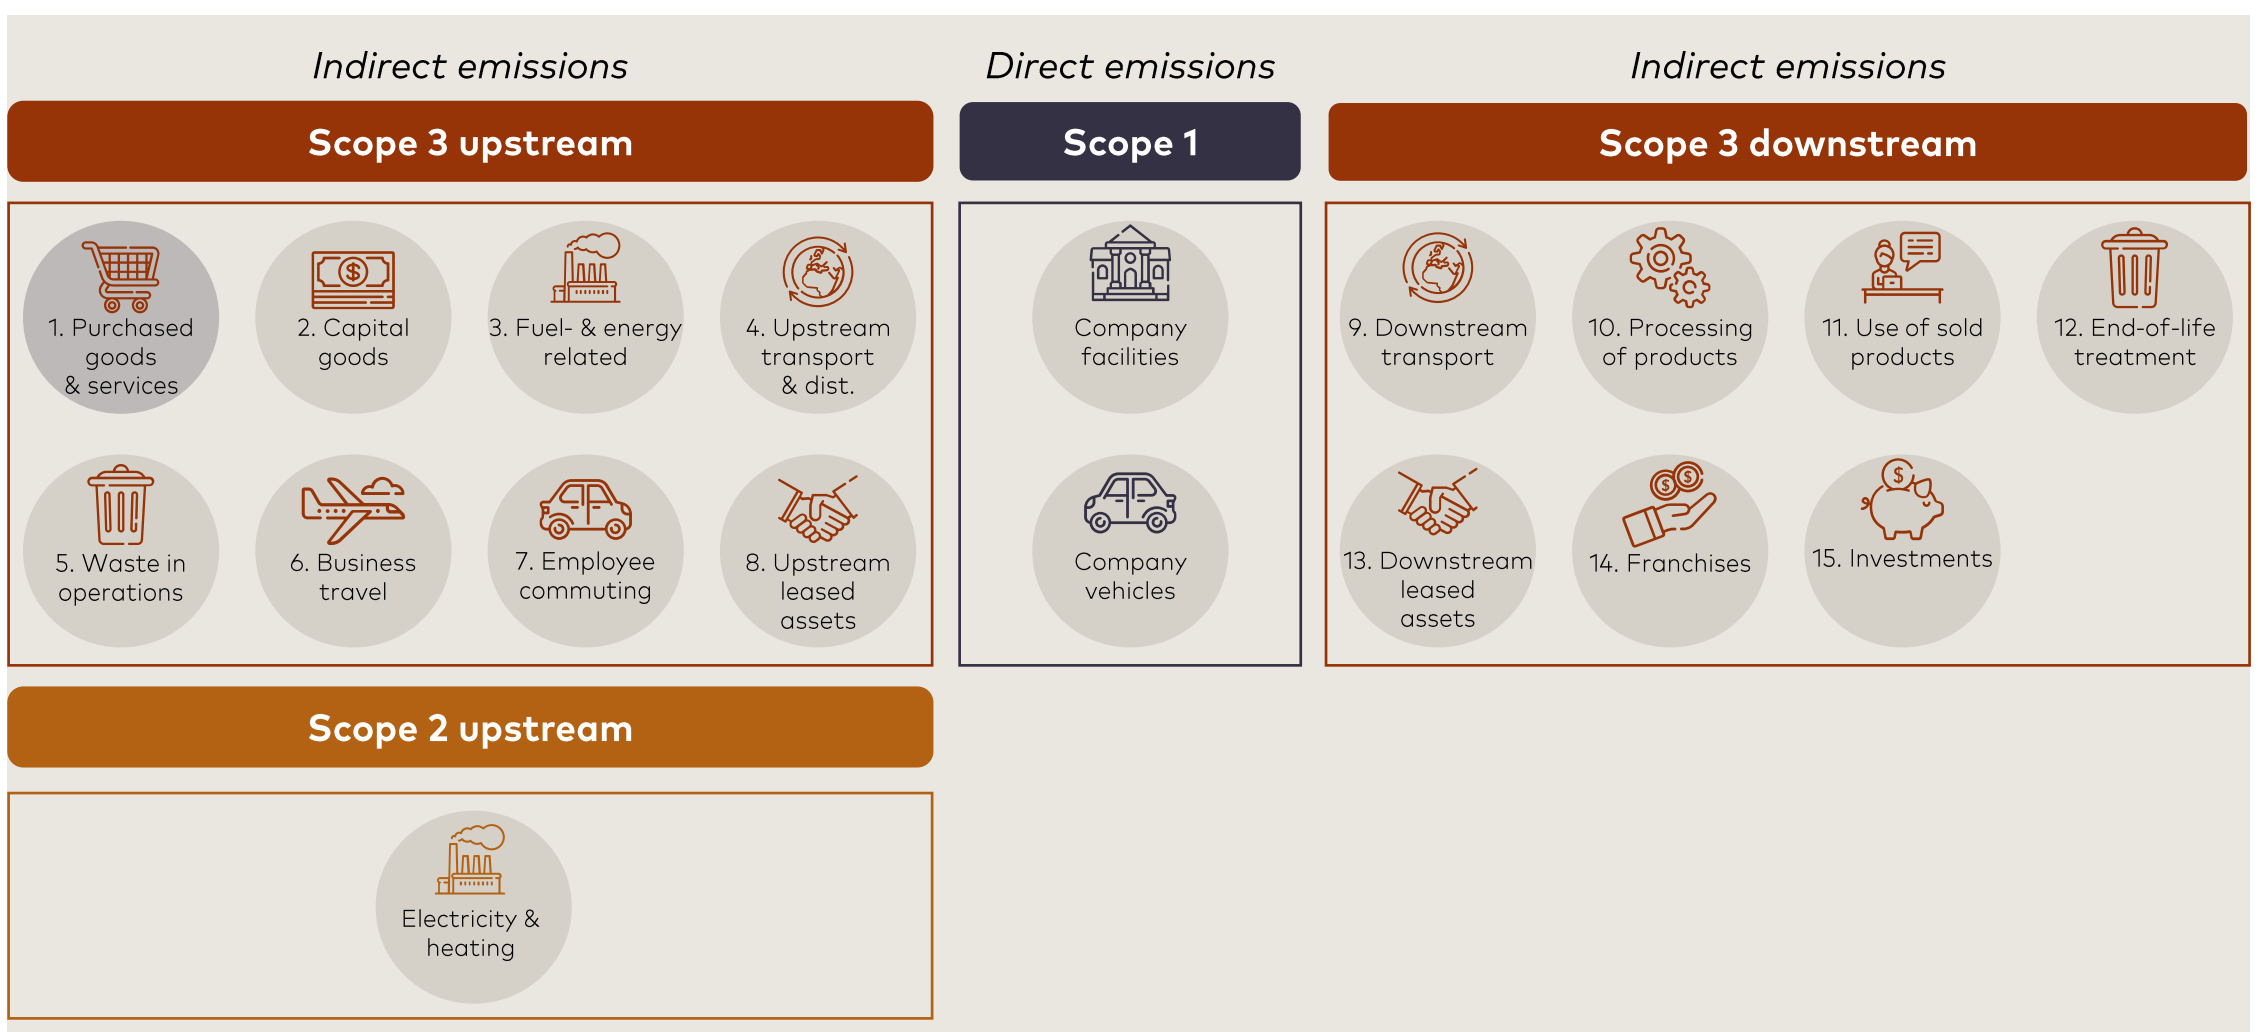 Indirect emissions
Direct emissions
Indirect emissions
Scope 3 upstream
Scope 1
Scope 3 downstream
1. Purchased
goods
& services
2. Capital
goods
3. Fuel- & energy
related
4. Upstream
transport
& dist.
5. Waste in
operations
6. Business
travel
7. Employee
commuting
8. Upstream
leased
assets
Company
facilities
Company
vehicles
9. Downstream
transport
10. Processing
of products
11. Use of sold
products
12. End-of-life
treatment
13. Downstream
leased
assets
14. Franchises
15. Investments
Scope 2 upstream
Electricity &
heating